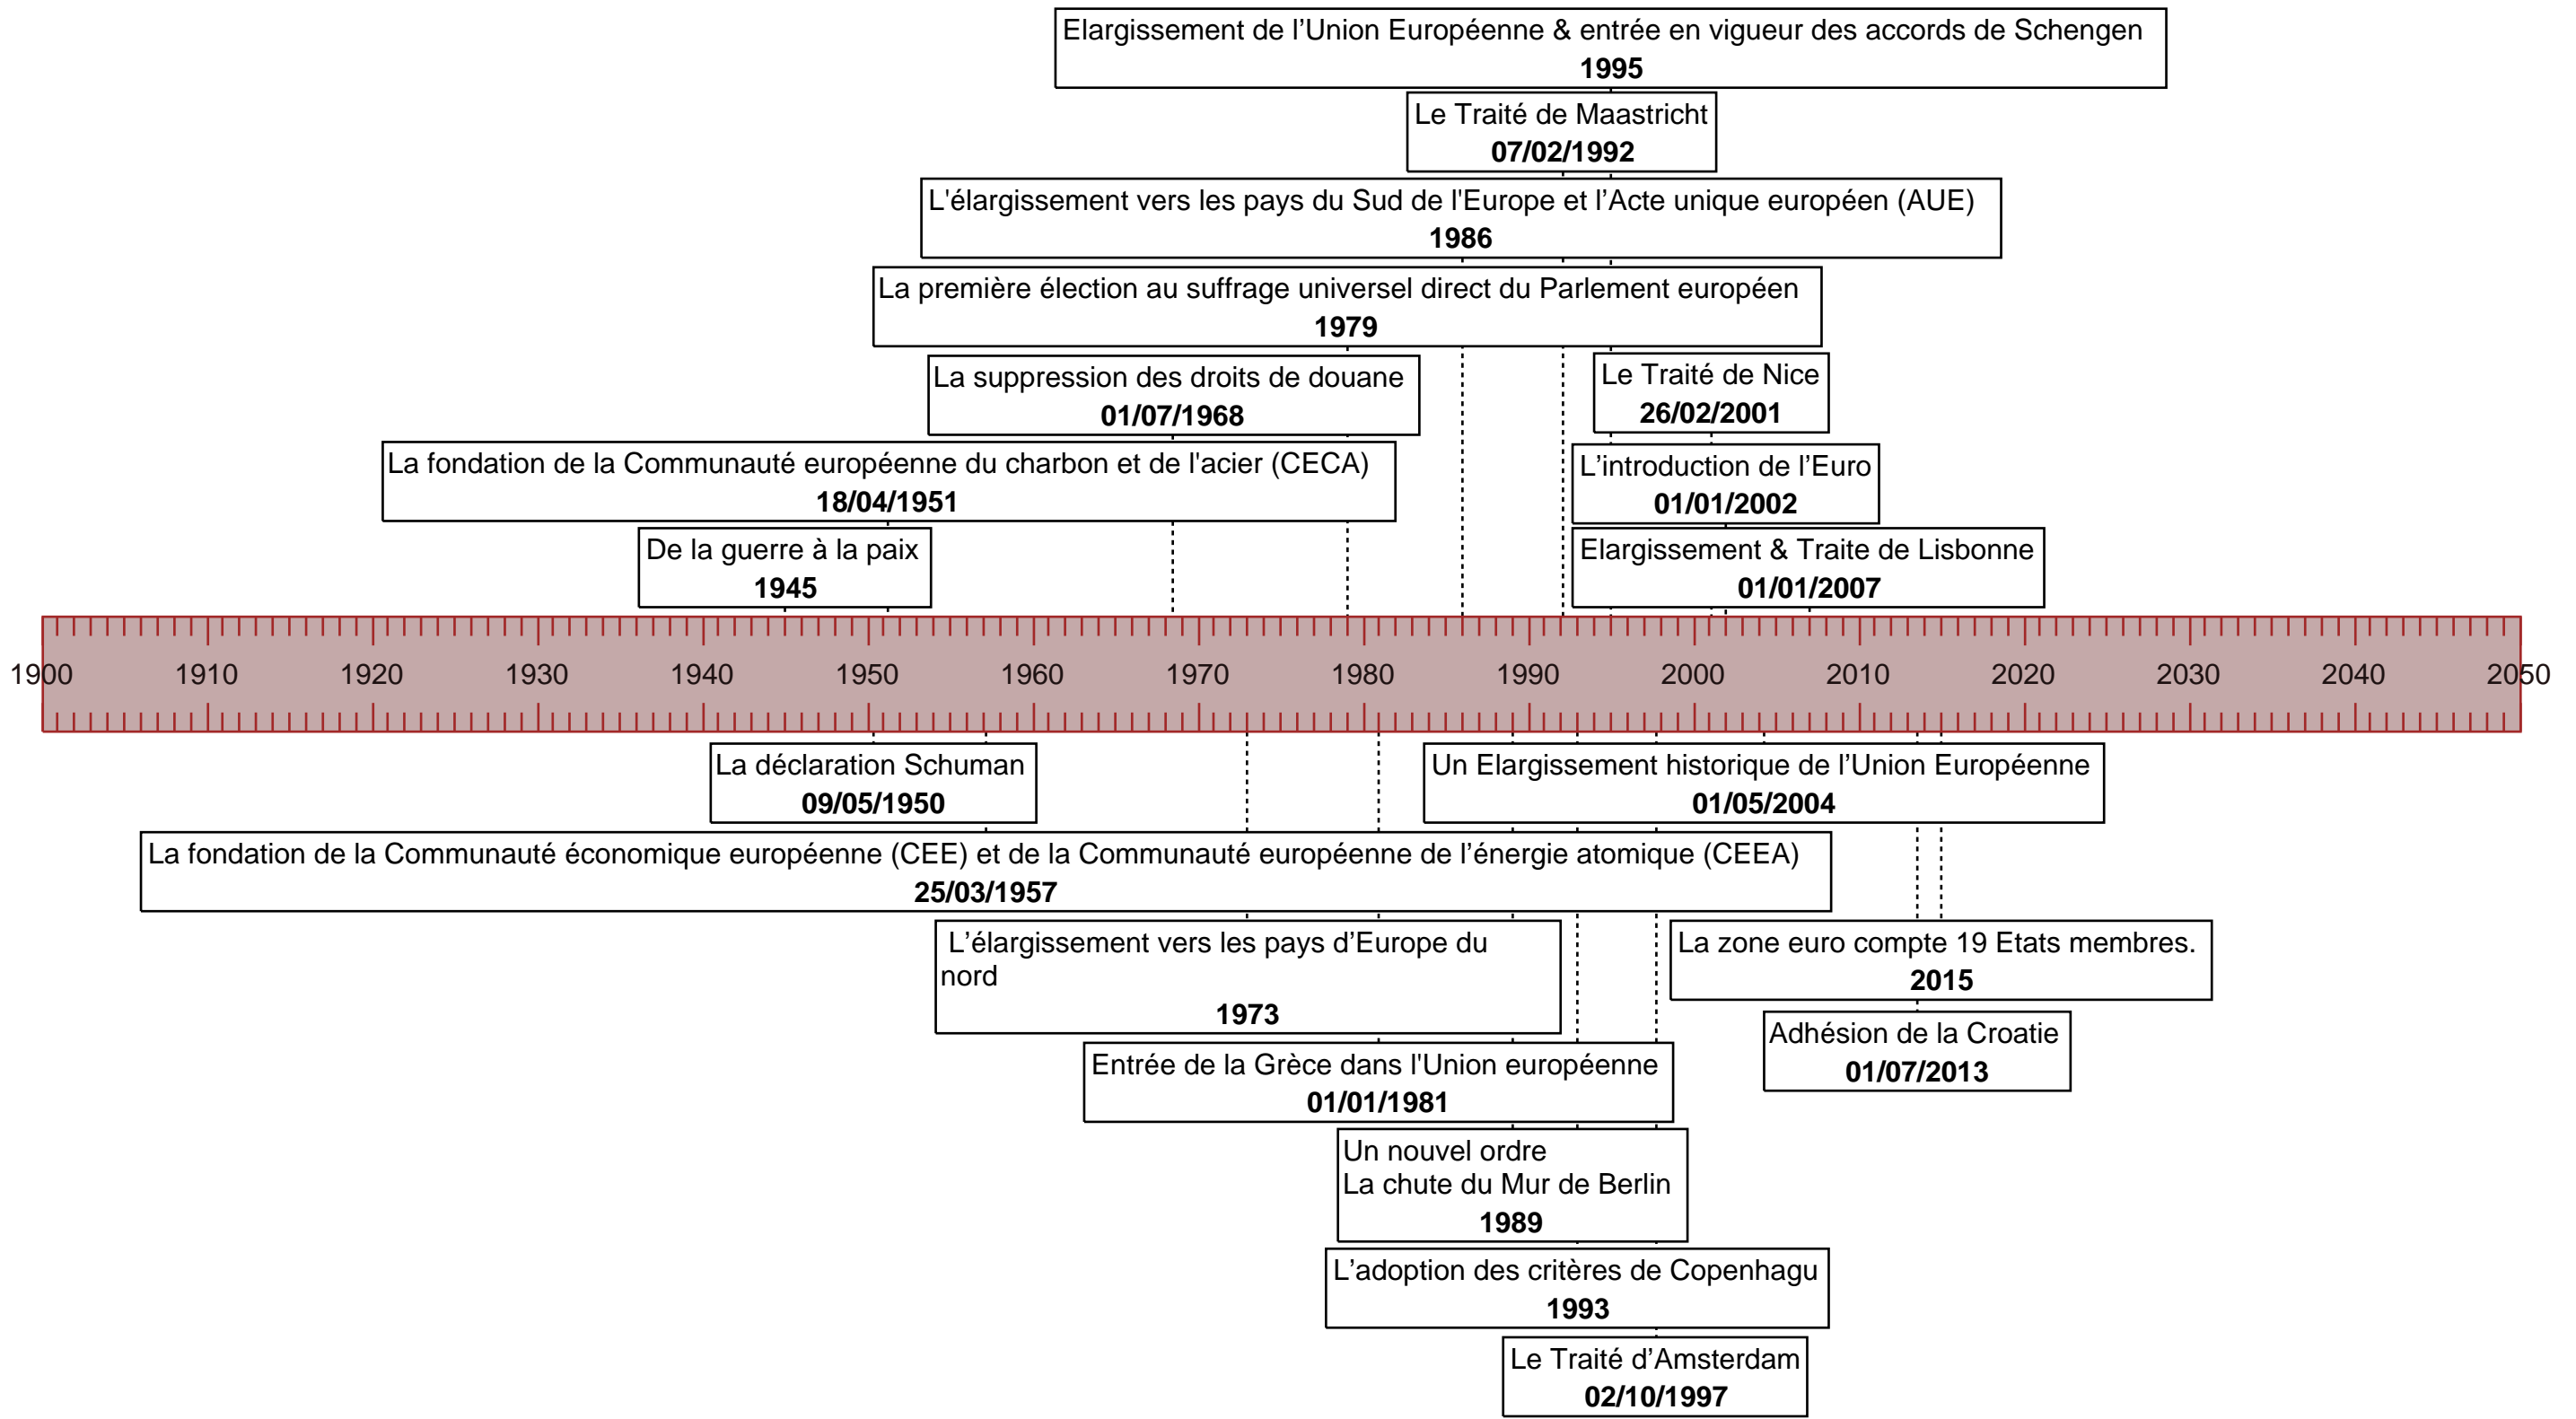 Elargissement de l’Union Européenne & entrée en vigueur des accords de Schengen
1995
Le Traité de Maastricht
07/02/1992
L'élargissement vers les pays du Sud de l'Europe et l’Acte unique européen (AUE)
1986
La première élection au suffrage universel direct du Parlement européen
1979
La suppression des droits de douane
01/07/1968
Le Traité de Nice
26/02/2001
La fondation de la Communauté européenne du charbon et de l'acier (CECA)
18/04/1951
L’introduction de l’Euro
01/01/2002
De la guerre à la paix
1945
Elargissement & Traite de Lisbonne
01/01/2007
1900 1910 1920 1930 1940 1950 1960 1970 1980 1990 2000 2010 2020 2030 2040 2050
La déclaration Schuman
09/05/1950
Un Elargissement historique de l’Union Européenne
01/05/2004
La fondation de la Communauté économique européenne (CEE) et de la Communauté européenne de l’énergie atomique (CEEA)
25/03/1957
L’élargissement vers les pays d’Europe du
nord
1973
La zone euro compte 19 Etats membres.
2015
Adhésion de la Croatie
01/07/2013
Entrée de la Grèce dans l'Union européenne
01/01/1981
Un nouvel ordre
La chute du Mur de Berlin
1989
L’adoption des critères de Copenhagu
1993
Le Traité d’Amsterdam
02/10/1997